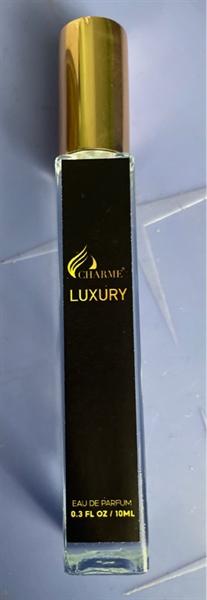 CHARME®
LUXURY
EAU DE PARFUM
0.3 FL OZ / 10ML